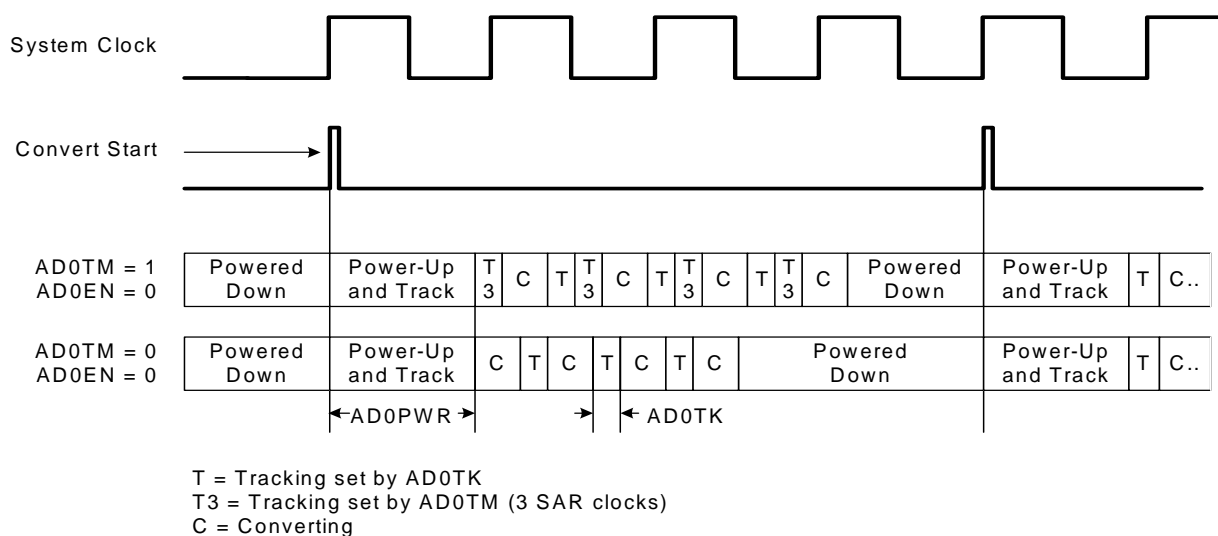 System Clock
Convert Start
AD0TM = 1
AD0EN = 0
Powered
Down
Power-Up
and Track
T
3
C
T
T
3
C
T
T
3
C
T
T
3
C
Powered
Down
Power-Up
and Track
T
C..
AD0TM = 0
AD0EN = 0
Powered
Down
Power-Up
and Track
C
T
C
T
C
T
C
Powered
Down
Power-Up
and Track
T
C..
AD0PWR
AD0TK
T = Tracking set by AD0TK
T3 = Tracking set by AD0TM (3 SAR clocks)
C = Converting